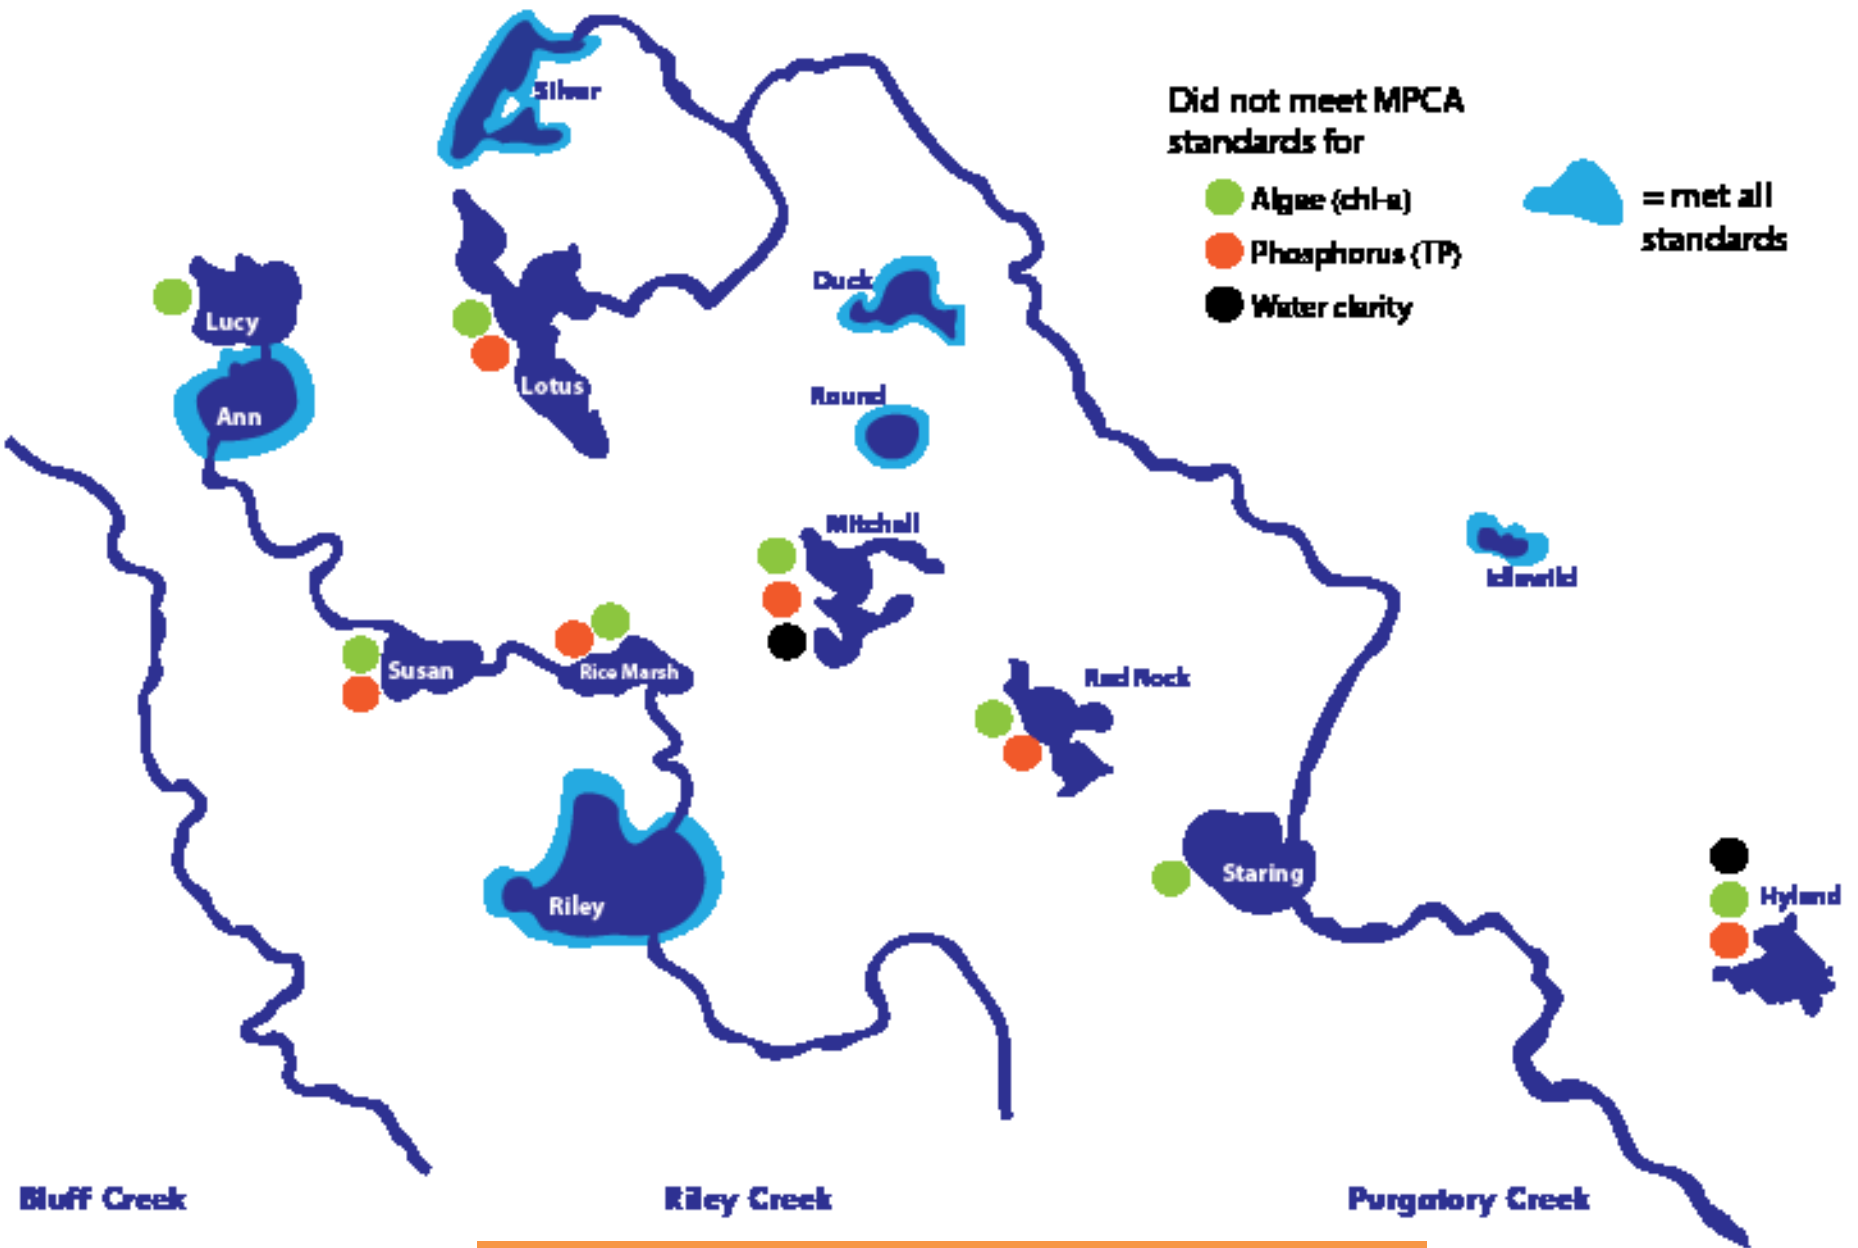 Silver
Did not meet MPCA
standards for
Algae (chl-a)
Phosphorus (TP)
Water clarity
= met all
standards
Duck
Lucy
Ann
Lotus
Round
Mitchell
Idlewild
Susan
Rice Marsh
Red Rock
Riley
Staring
Hyland
Bluff Creek
Riley Creek
Purgatory Creek